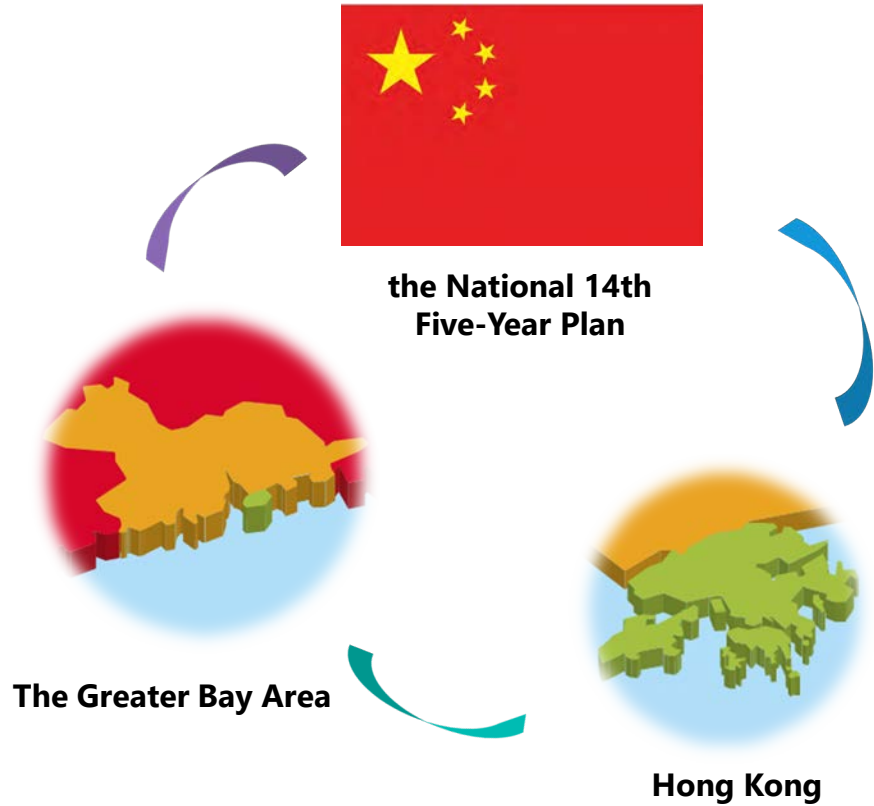 the National 14th
Five-Year Plan
The Greater Bay Area
Hong Kong